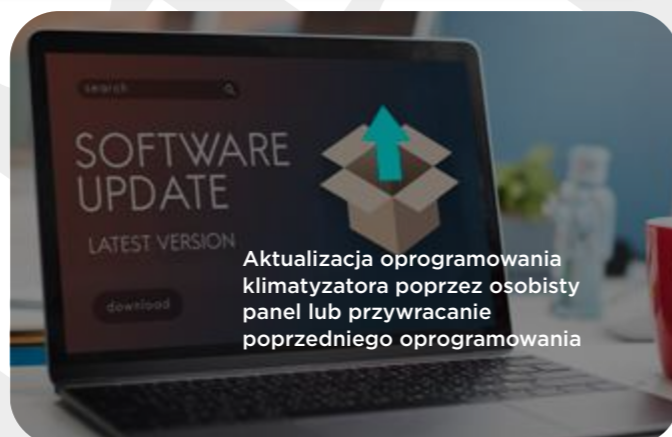 search
SOFTWARE
UPDATE
LATEST VERSION
download
Aktualizacja oprogramowania
klimatyzatora poprzez osobisty
panel lub przywracanie
poprzedniego oprogramowania